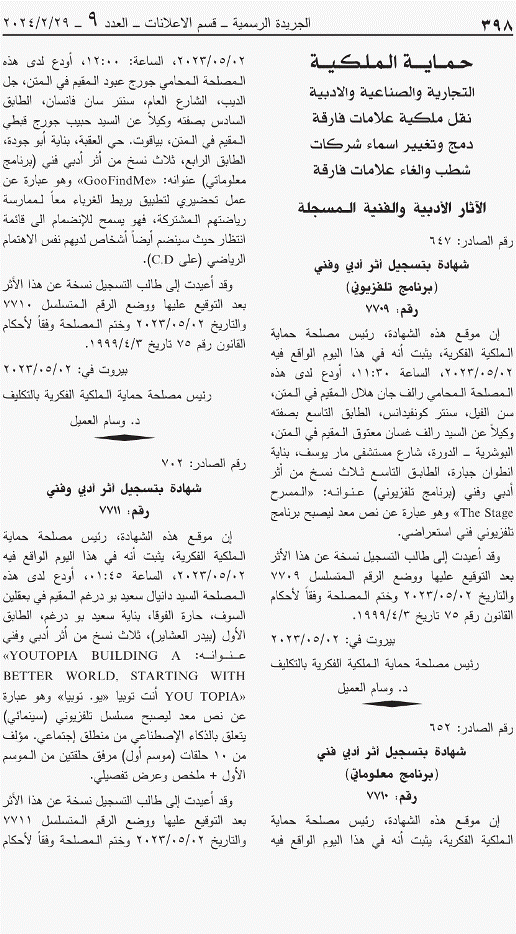 ٣٩٨
الجريدة الرسمية – قسم الاعلانات – العدد ٩ – ٢٠٢٤/٢/٢٩
حماية الملكية
التجارية والصناعية والادبية
نقل ملكية علامات فارقة
دمج وتغيير اسماء شركات
شطب والغاء علامات فارقة
الآثار الأدبية والفنية المسجلة
رقم الصادر: ٦٤٧
شهادة بتسجيل أثر أدبي وفني
(برنامج تلفزيوني)
رقم: ٧٧٠٩
إن موقع هذه الشهادة، رئيس مصلحة حماية
الملكية الفكرية، يثبت أنه في هذا اليوم الواقع فيه
٢٠٢٣/٠٥/٠٢، الساعة ١١:٣٠، أودع لدى هذه
المصلحة المحامي رالف جان هلال المقيم في المتن،
سن الفيل، سنتر كونفيدانس، الطابق التاسع بصفته
وكيلاً عن السيد رالف غسان معتوق المقيم في المتن،
البوشرية – الدورة، شارع مستشفى مار يوسف، بناية
انطوان جبارة، الطابق التاسع ثلاث نسخ من أثر
أدبي وفني (برنامج تلفزيوني) عنوانه: «المسرح
The Stage» وهو عبارة عن نص معد ليصبح برنامج
تلفزيوني فني استعراضي.
وقد أعيدت إلى طالب التسجيل نسخة عن هذا الأثر
بعد التوقيع عليها ووضع الرقم المتسلسل ٧٧٠٩
والتاريخ ٢٠٢٣/٠٥/٠٢ وختم المصلحة وفقاً لأحكام
القانون رقم ٧٥ تاريخ ١٩٩٩/٤/٣.
بيروت في: ٢٠٢٣/٠٥/٠٢
رئيس مصلحة حماية الملكية الفكرية بالتكليف
د. وسام العميل
رقم الصادر: ٦٥٢
شهادة بتسجيل أثر أدبي وفني
(برنامج معلوماتي)
رقم: ٧٧١٠
إن موقع هذه الشهادة، رئيس مصلحة حماية
الملكية الفكرية، يثبت أنه في هذا اليوم الواقع فيه
٢٠٢٣/٠٥/٠٢، الساعة: ١٢:٠٠، أودع لدى هذه
المصلحة المحامي جورج عبود المقيم في المتن، جل
الديب، الشارع العام، سنتر سان فانسان، الطابق
السادس بصفته وكيلاً عن السيد حبيب جورج قبطي
المقيم في المتن، بياقوت. حي العقبة، بناية أبو جودة،
الطابق الرابع، ثلاث نسخ من أثر أدبي فني (برنامج
معلوماتي) عنوانه: «GooFindMe» وهو عبارة عن
عمل تحضيري لتطبيق يربط الغرباء معاً لممارسة
رياضتهم المشتركة، فهو يسمح للإنضمام الى قائمة
انتظار حيث سينضم أيضاً أشخاص لديهم نفس الاهتمام
الرياضي (على C.D).
وقد أعيدت إلى طالب التسجيل نسخة عن هذا الأثر
بعد التوقيع عليها ووضع الرقم المتسلسل ٧٧١٠
والتاريخ ٢٠٢٣/٠٥/٠٢ وختم المصلحة وفقاً لأحكام
القانون رقم ٧٥ تاريخ ١٩٩٩/٤/٣.
بيروت في: ٢٠٢٣/٠٥/٠٢
رئيس مصلحة حماية الملكية الفكرية بالتكليف
د. وسام العميل
رقم الصادر: ٧٠٢
شهادة بتسجيل أثر أدبي وفني
رقم: ٧٧١١
إن موقع هذه الشهادة، رئيس مصلحة حماية
الملكية الفكرية، يثبت أنه في هذا اليوم الواقع فيه
٢٠٢٣/٠٥/٠٢، الساعة ٠١:٤٥، أودع لدى هذه
المصلحة السيد دانيال سعيد بو درغم المقيم في بعقلين
السوف، حارة الفوقا، بناية سعيد بو درغم، الطابق
الأول (بيدر العشاير)، ثلاث نسخ من أثر أدبي وفني
عنوانه: «YOUTOPIA BUILDING A
BETTER WORLD, STARTING WITH
YOU TOPIA» أنت توبيا «يو. توبيا» وهو عبارة
عن نص معد ليصبح مسلسل تلفزيوني (سينمائي)
يتعلق بالذكاء الإصطناعي من منطلق إجتماعي. مؤلف
من ١٠ حلقات (موسم أول) مرفق حلقتين من الموسم
الأول + ملخص وعرض تفصيلي.
وقد أعيدت إلى طالب التسجيل نسخة عن هذا الأثر
بعد التوقيع عليها ووضع الرقم المتسلسل ٧٧١١
والتاريخ ٢٠٢٣/٠٥/٠٢ وختم المصلحة وفقاً لأحكام